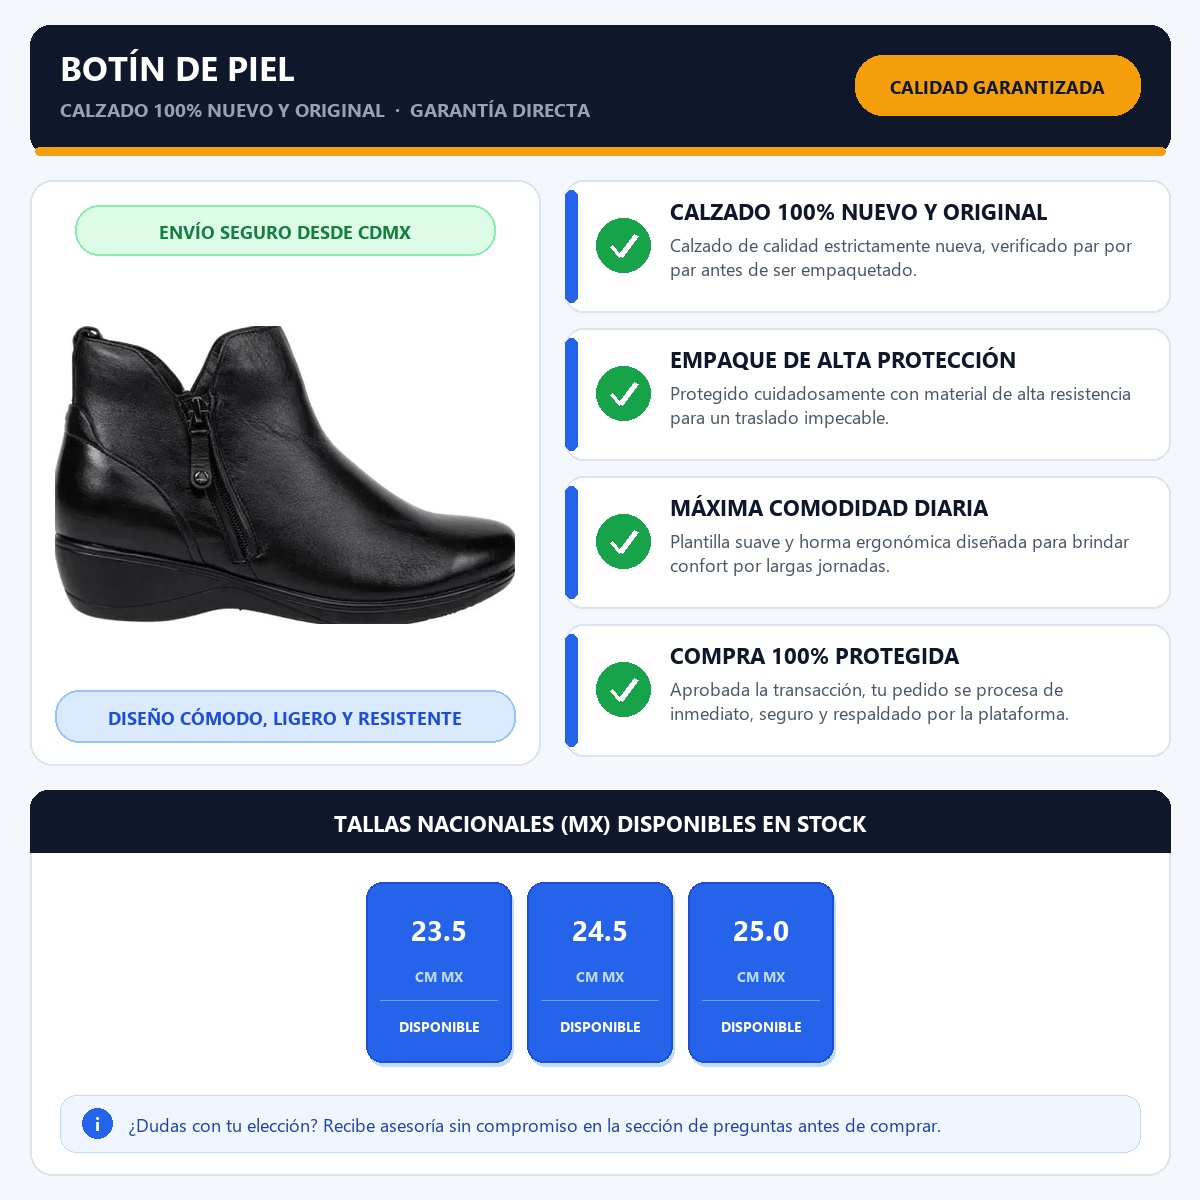 BOTÍN DE PIEL
CALZADO 100% NUEVO Y ORIGINAL · GARANTÍA DIRECTA
CALIDAD GARANTIZADA
ENVÍO SEGURO DESDE CDMX
DISEÑO CÓMODO, LIGERO Y RESISTENTE
CALZADO 100% NUEVO Y ORIGINAL
Calzado de calidad estrictamente nueva, verificado par por
par antes de ser empaquetado.
EMPAQUE DE ALTA PROTECCIÓN
Protegido cuidadosamente con material de alta resistencia
para un traslado impecable.
MÁXIMA COMODIDAD DIARIA
Plantilla suave y horma ergonómica diseñada para brindar
confort por largas jornadas.
COMPRA 100% PROTEGIDA
Aprobada la transacción, tu pedido se procesa de
inmediato, seguro y respaldado por la plataforma.
TALLAS NACIONALES (MX) DISPONIBLES EN STOCK
23.5
CM MX
DISPONIBLE
24.5
CM MX
DISPONIBLE
25.0
CM MX
DISPONIBLE
¿Dudas con tu elección? Recibe asesoría sin compromiso en la sección de preguntas antes de comprar.